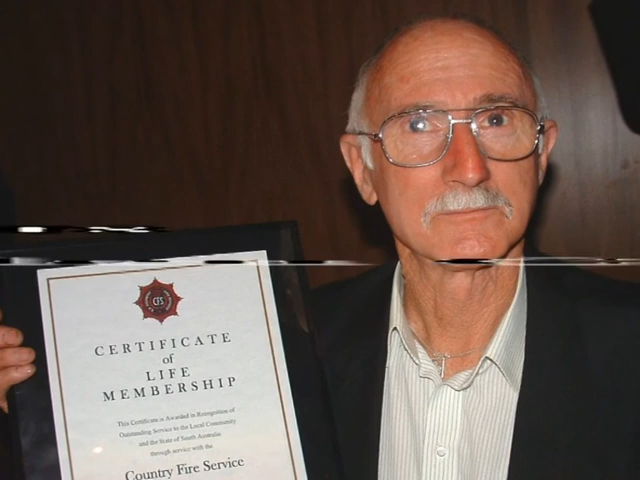 CFS
CERTIFICATE
of
LIFE
MEMBERSHIP
This Certificate is Awarded in Recognition of
Outstanding Service to the Local Community
and the State of South Australia
through service with the
Country Fire Service